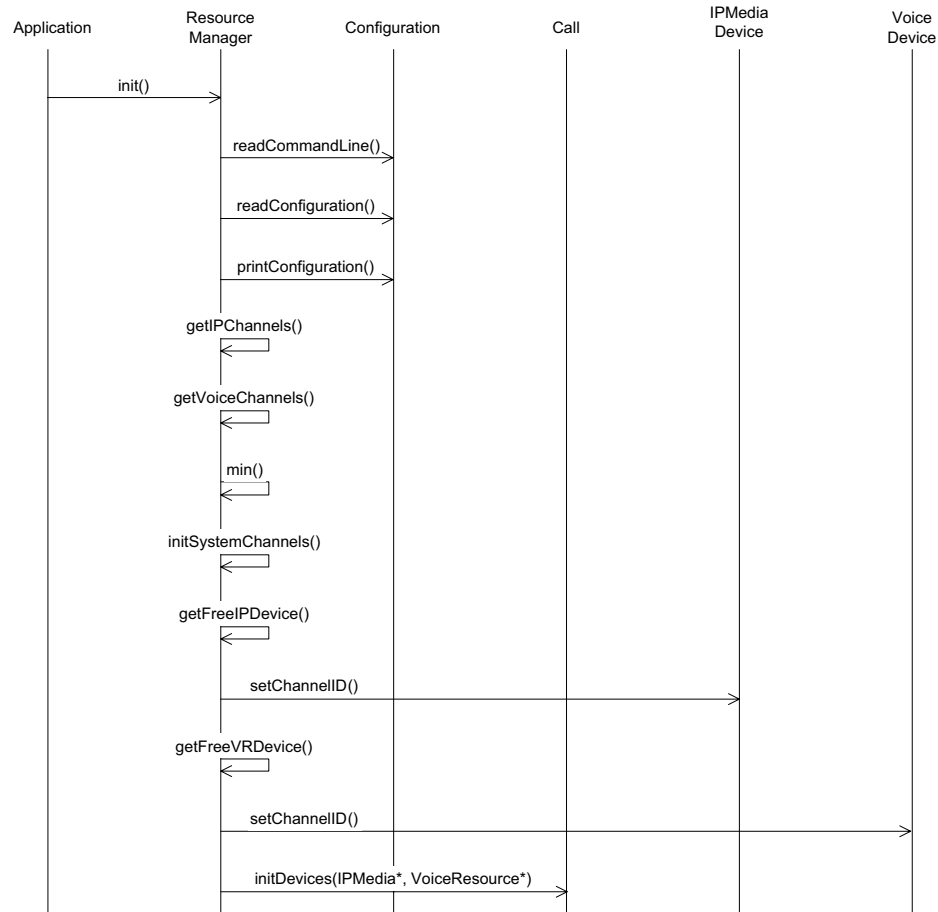 Application
Resource
Manager
Configuration
Call
IPMedia
Device
Voice
Device
init()
readCommandLine()
readConfiguration()
printConfiguration()
getIPChannels()
getVoiceChannels()
min()
initSystemChannels()
getFreeIPDevice()
setChannelID()
getFreeVRDevice()
setChannelID()
initDevices(IPMedia*, VoiceResource*)